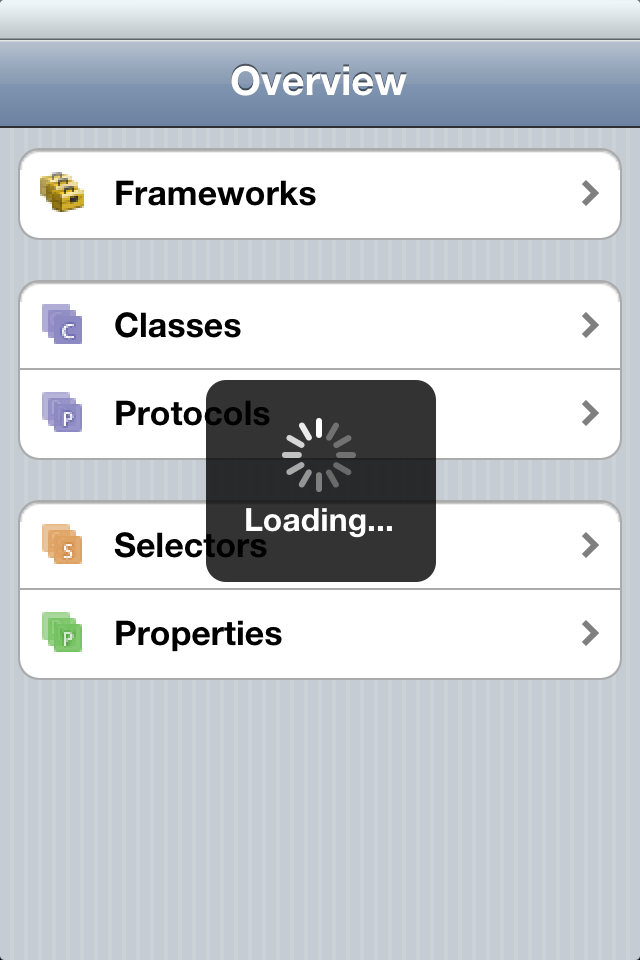 Overview
Frameworks
C
Classes
P
Protocols
Loading...
S
Selectors
P
Properties